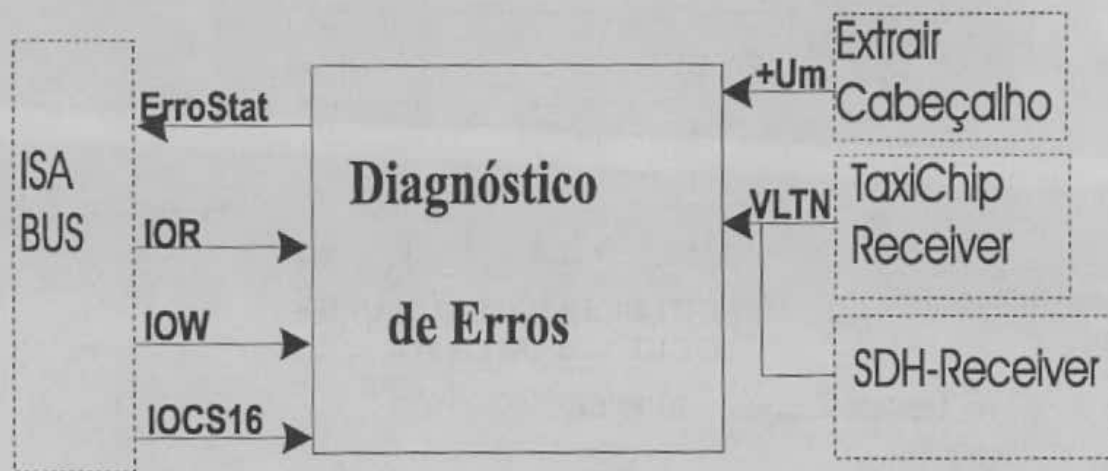 ISA
BUS
ErroStat
IOR
IOW
IOCS16
Diagnóstico
de Erros
+Um
VLTN
Extrair
Cabeçalho
TaxiChip
Receiver
SDH-Receiver